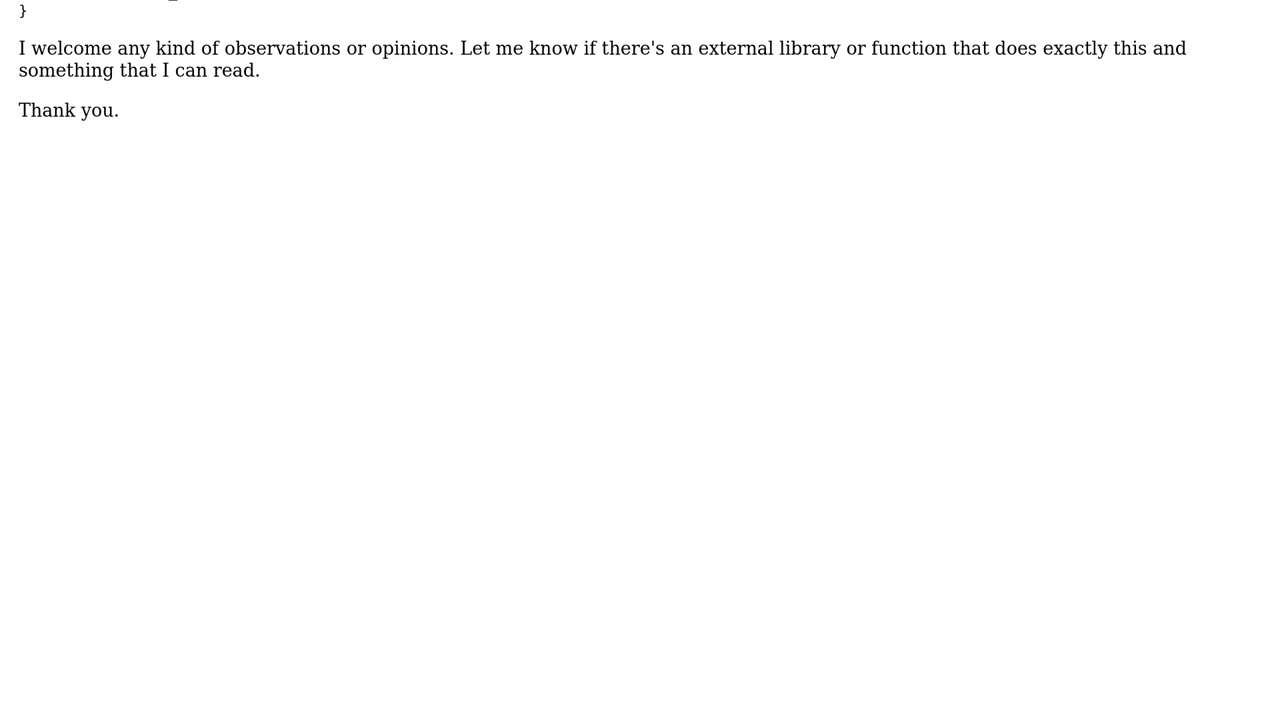 }
I welcome any kind of observations or opinions. Let me know if there's an external library or function that does exactly this and
something that I can read.
Thank you.